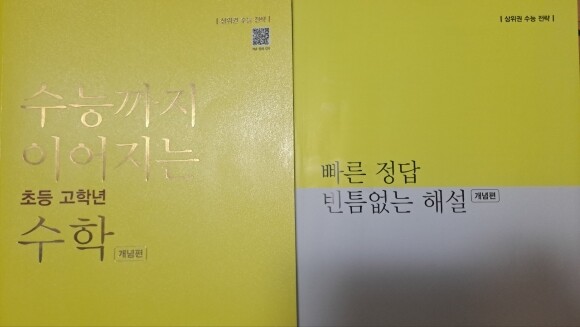 | 상위권 수능 전략 |
수능까지
이어지는
초등 고학년
수학 개념편
| 상위권 수능 전략 |
빠른 정답
빈틈없는 해설 개념편